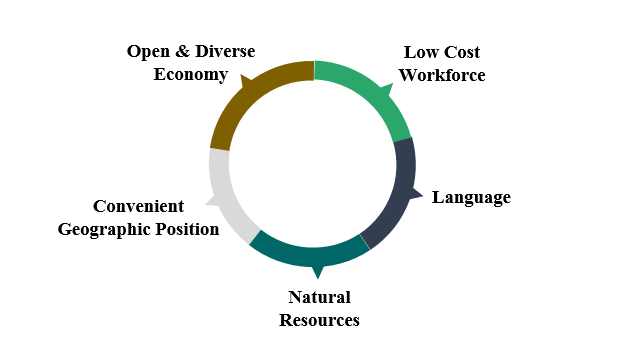 Open & Diverse
Economy
Low Cost
Workforce
Language
Natural
Resources
Convenient
Geographic Position